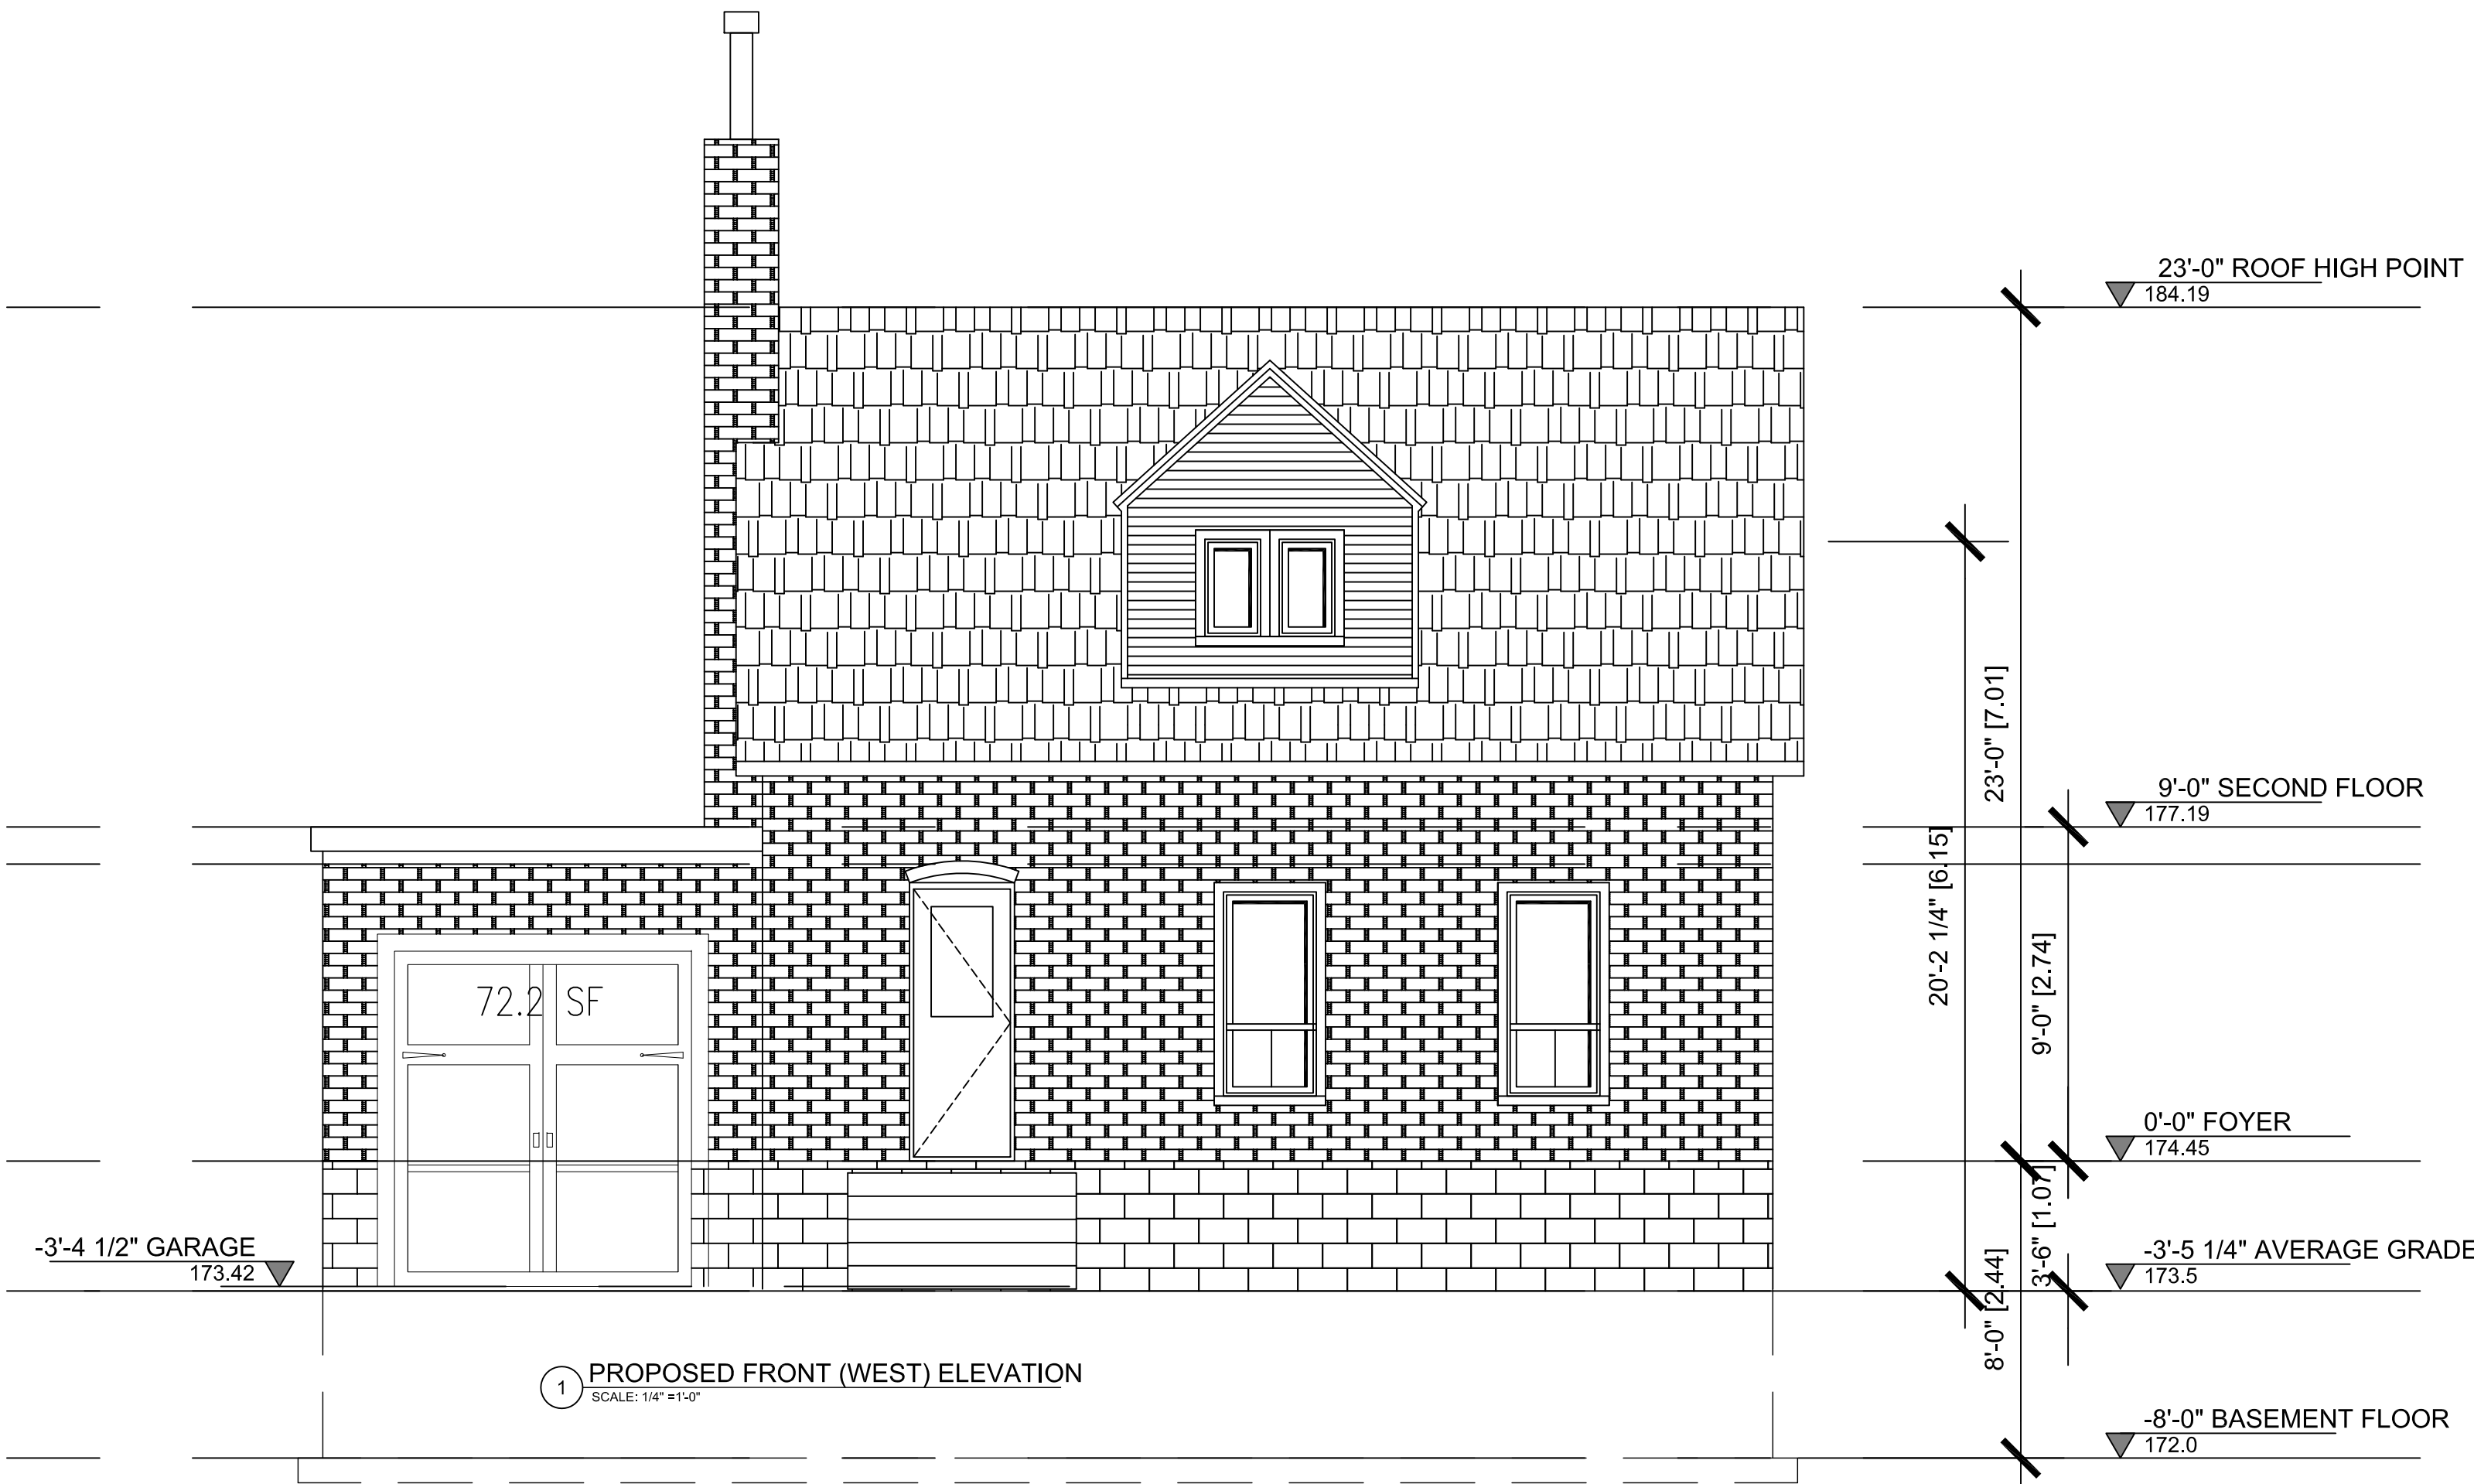 23'-0" ROOF HIGH POINT
184.19
23'-0" [7.01]
9'-0" SECOND FLOOR
177.19
20'-2 1/4" [6.15]
9'-0" [2.74]
72.2 SF
0'-0" FOYER
174.45
3'-6" [1.07]
-3'-4 1/2" GARAGE
173.42
-3'-5 1/4" AVERAGE GRADE
173.5
8'-0" [2.44]
1 PROPOSED FRONT (WEST) ELEVATION
SCALE: 1/4" =1'-0"
-8'-0" BASEMENT FLOOR
172.0